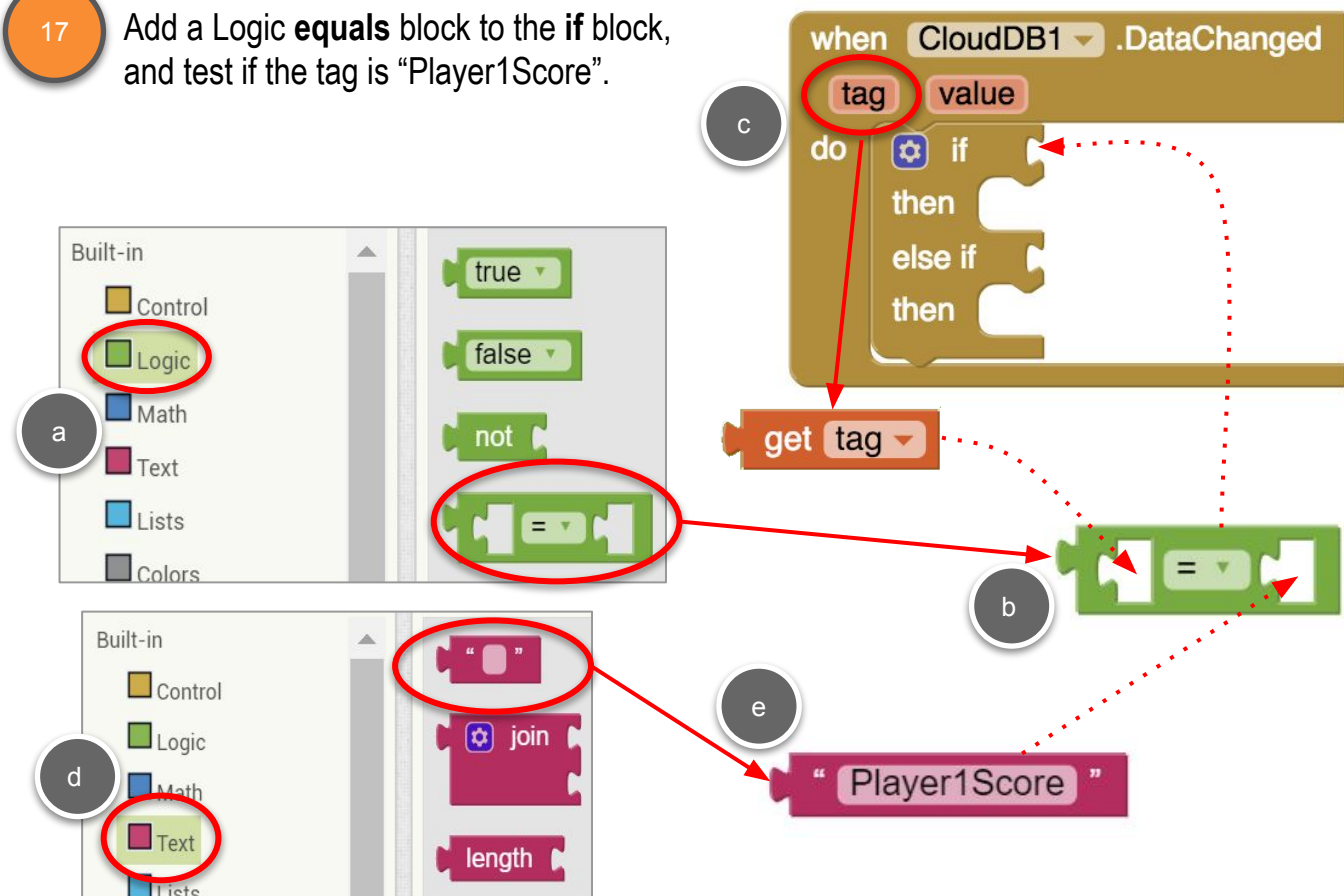 17
Add a Logic equals block to the if block,
and test if the tag is “Player1Score”.
when CloudDB1 .DataChanged
tag value
do if
then
else if
then
c
Built-in
Control
Logic
Math
Text
Lists
Colors
a
true
false
not
=
get tag
=
b
Built-in
Control
Logic
Math
Text
Lists
d
“ ”
join
length
e
“ Player1Score ”